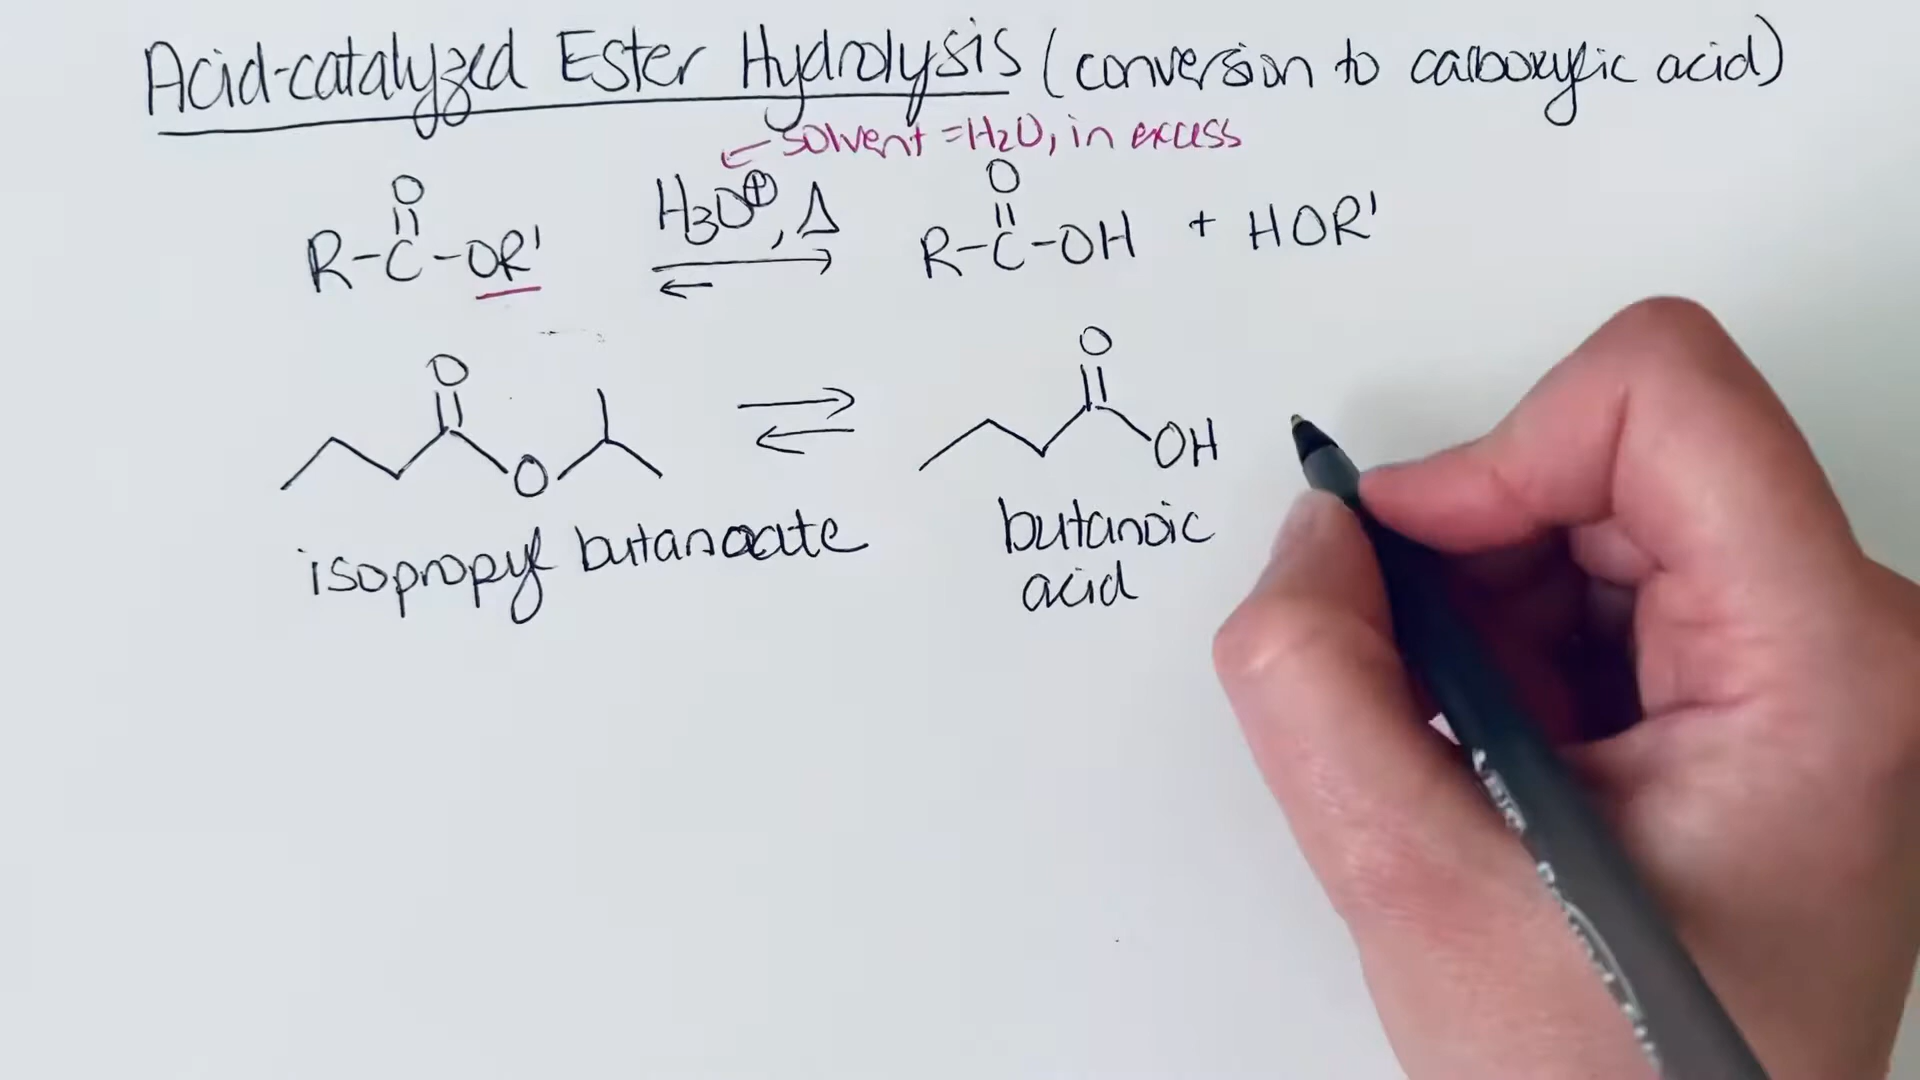 Acid-catalyzed Ester Hydrolysis (conversion to carboxylic acid)
← solvent = H₂O, in excess
H₃O⊕, Δ
O O
R-C-OR' ⇌ R-C-OH + HOR'
O O
O ⇌ OH
isopropyl butanoate butanoic
acid